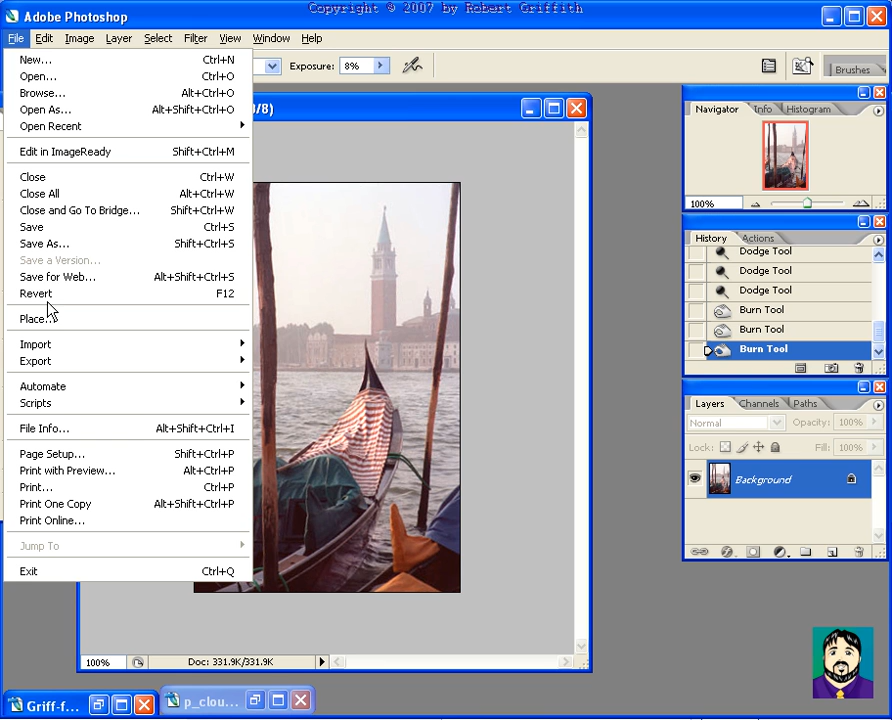 Copyright © 2007 by Robert Griffith
Adobe Photoshop
File Edit Image Layer Select Filter View Window Help
New... Ctrl+N
Open... Ctrl+O
Browse... Alt+Ctrl+O
Open As... Alt+Shift+Ctrl+O
Open Recent
Edit in ImageReady Shift+Ctrl+M
Close Ctrl+W
Close All Alt+Ctrl+W
Close and Go To Bridge... Shift+Ctrl+W
Save Ctrl+S
Save As... Shift+Ctrl+S
Save a Version...
Save for Web... Alt+Shift+Ctrl+S
Revert F12
Place...
Import
Export
Automate
Scripts
File Info... Alt+Shift+Ctrl+I
Page Setup... Shift+Ctrl+P
Print with Preview... Alt+Ctrl+P
Print... Ctrl+P
Print One Copy Alt+Shift+Ctrl+P
Print Online...
Jump To
Exit Ctrl+Q
Exposure: 8%
Brushes
/8)
Navigator Info Histogram
100%
History Actions
Dodge Tool
Dodge Tool
Dodge Tool
Burn Tool
Burn Tool
Burn Tool
Layers Channels Paths
Normal Opacity: 100%
Lock: Fill: 100%
Background
100% Doc: 331.9K/331.9K
Griff-f... p_clou...